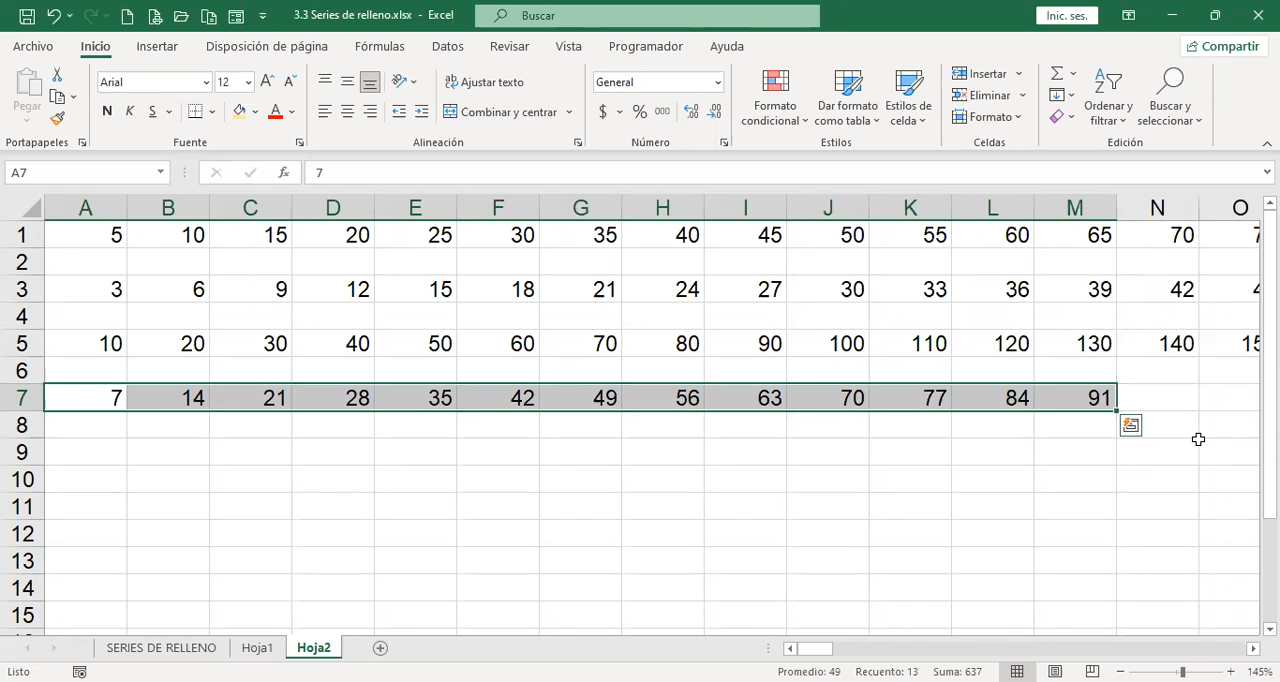 3.3 Series de relleno.xlsx - Excel
Buscar
Inic. ses.
Archivo Inicio Insertar Disposición de página Fórmulas Datos Revisar Vista Programador Ayuda
Compartir
Pegar
Arial 12
N K S
Ajustar texto
Combinar y centrar
General
$ % 000
Formato condicional
Dar formato como tabla
Estilos de celda
Insertar
Eliminar
Formato
Ordenar y filtrar
Buscar y seleccionar
Portapapeles Fuente Alineación Número Estilos Celdas Edición
A7 fx 7
A B C D E F G H I J K L M N O
1 5 10 15 20 25 30 35 40 45 50 55 60 65 70
2
3 3 6 9 12 15 18 21 24 27 30 33 36 39 42
4
5 10 20 30 40 50 60 70 80 90 100 110 120 130 140
6
7 7 14 21 28 35 42 49 56 63 70 77 84 91
8
9
10
11
12
13
14
15
SERIES DE RELLENO Hoja1 Hoja2
Listo Promedio: 49 Recuento: 13 Suma: 637 145%